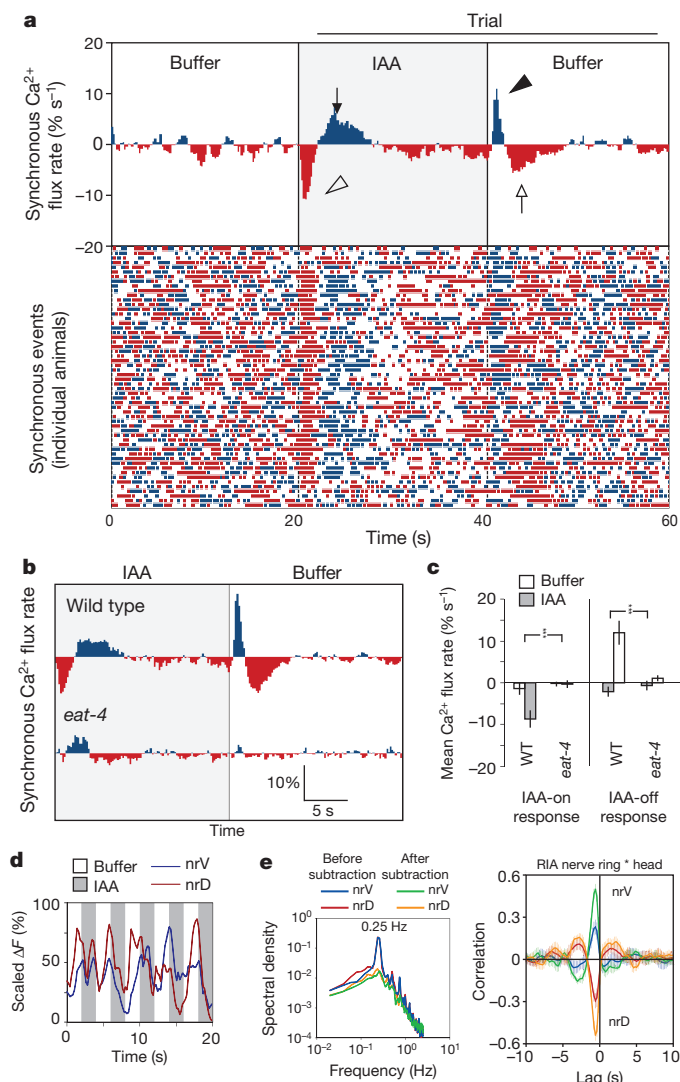 a
Trial
Buffer
IAA
Buffer
Synchronous Ca²⁺
flux rate (% s⁻¹)
20
10
0
−10
−20
Synchronous events
(individual animals)
0
20
40
60
Time (s)
b
IAA
Buffer
Wild type
eat-4
Synchronous Ca²⁺ flux rate
10%
5 s
Time
c
Buffer
IAA
Mean Ca²⁺ flux rate (% s⁻¹)
20
10
0
−10
−20
***
***
WT
eat-4
WT
eat-4
IAA-on
response
IAA-off
response
d
Buffer
IAA
nrV
nrD
Scaled ΔF (%)
100
50
0
0
10
20
Time (s)
e
Before
subtraction
After
subtraction
nrV
nrD
nrV
nrD
0.25 Hz
Spectral density
10⁰
10⁻¹
10⁻²
10⁻³
10⁻⁴
10⁻²
10⁻¹
10⁰
10¹
Frequency (Hz)
RIA nerve ring * head
nrV
nrD
Correlation
0.6
0.3
0
−0.3
−0.6
−10
−5
0
5
10
Lag (s)